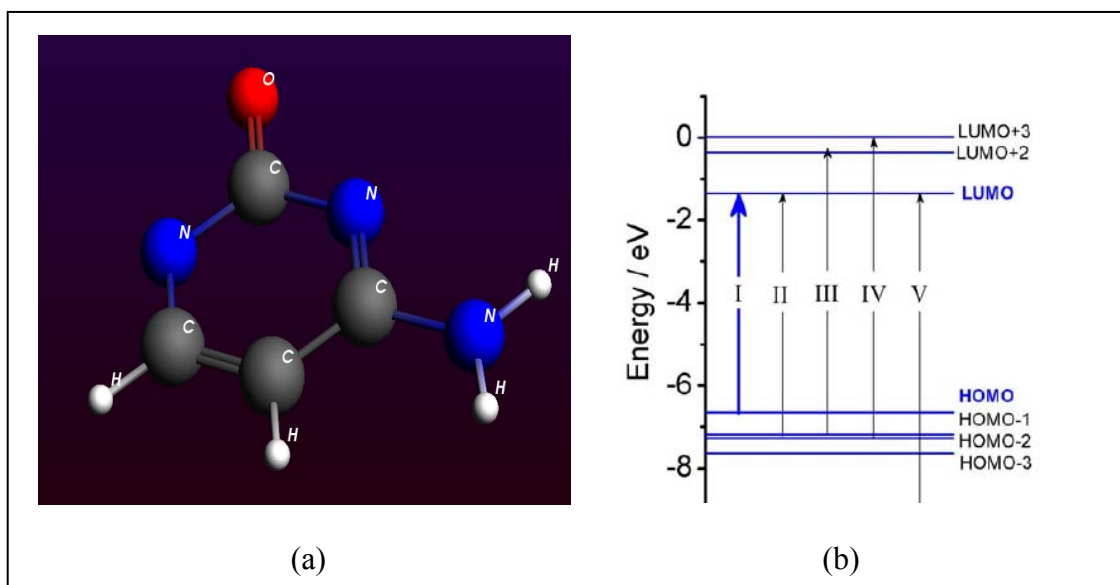 O
C
N
N
C
N
H
C
C
H
H
H
(a)
Energy / eV
0
-2
-4
-6
-8
LUMO+3
LUMO+2
LUMO
I
II
III
IV
V
HOMO
HOMO-1
HOMO-2
HOMO-3
(b)